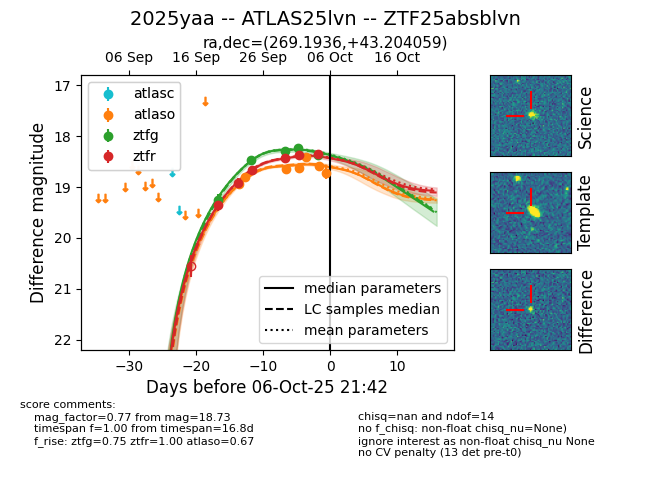 2025yaa -- ATLAS25lvn -- ZTF25absblvn
ra,dec=(269.1936,+43.204059)
06 Sep 16 Sep 26 Sep 06 Oct 16 Oct
17
18
19
20
21
22
Difference magnitude
atlasc
atlaso
ztfg
ztfr
median parameters
LC samples median
mean parameters
−30 −20 −10 0 10
Days before 06-Oct-25 21:42
Science
Template
Difference
score comments:
mag_factor=0.77 from mag=18.73
timespan f=1.00 from timespan=16.8d
f_rise: ztfg=0.75 ztfr=1.00 atlaso=0.67
chisq=nan and ndof=14
no f_chisq: non-float chisq_nu=None)
ignore interest as non-float chisq_nu None
no CV penalty (13 det pre-t0)